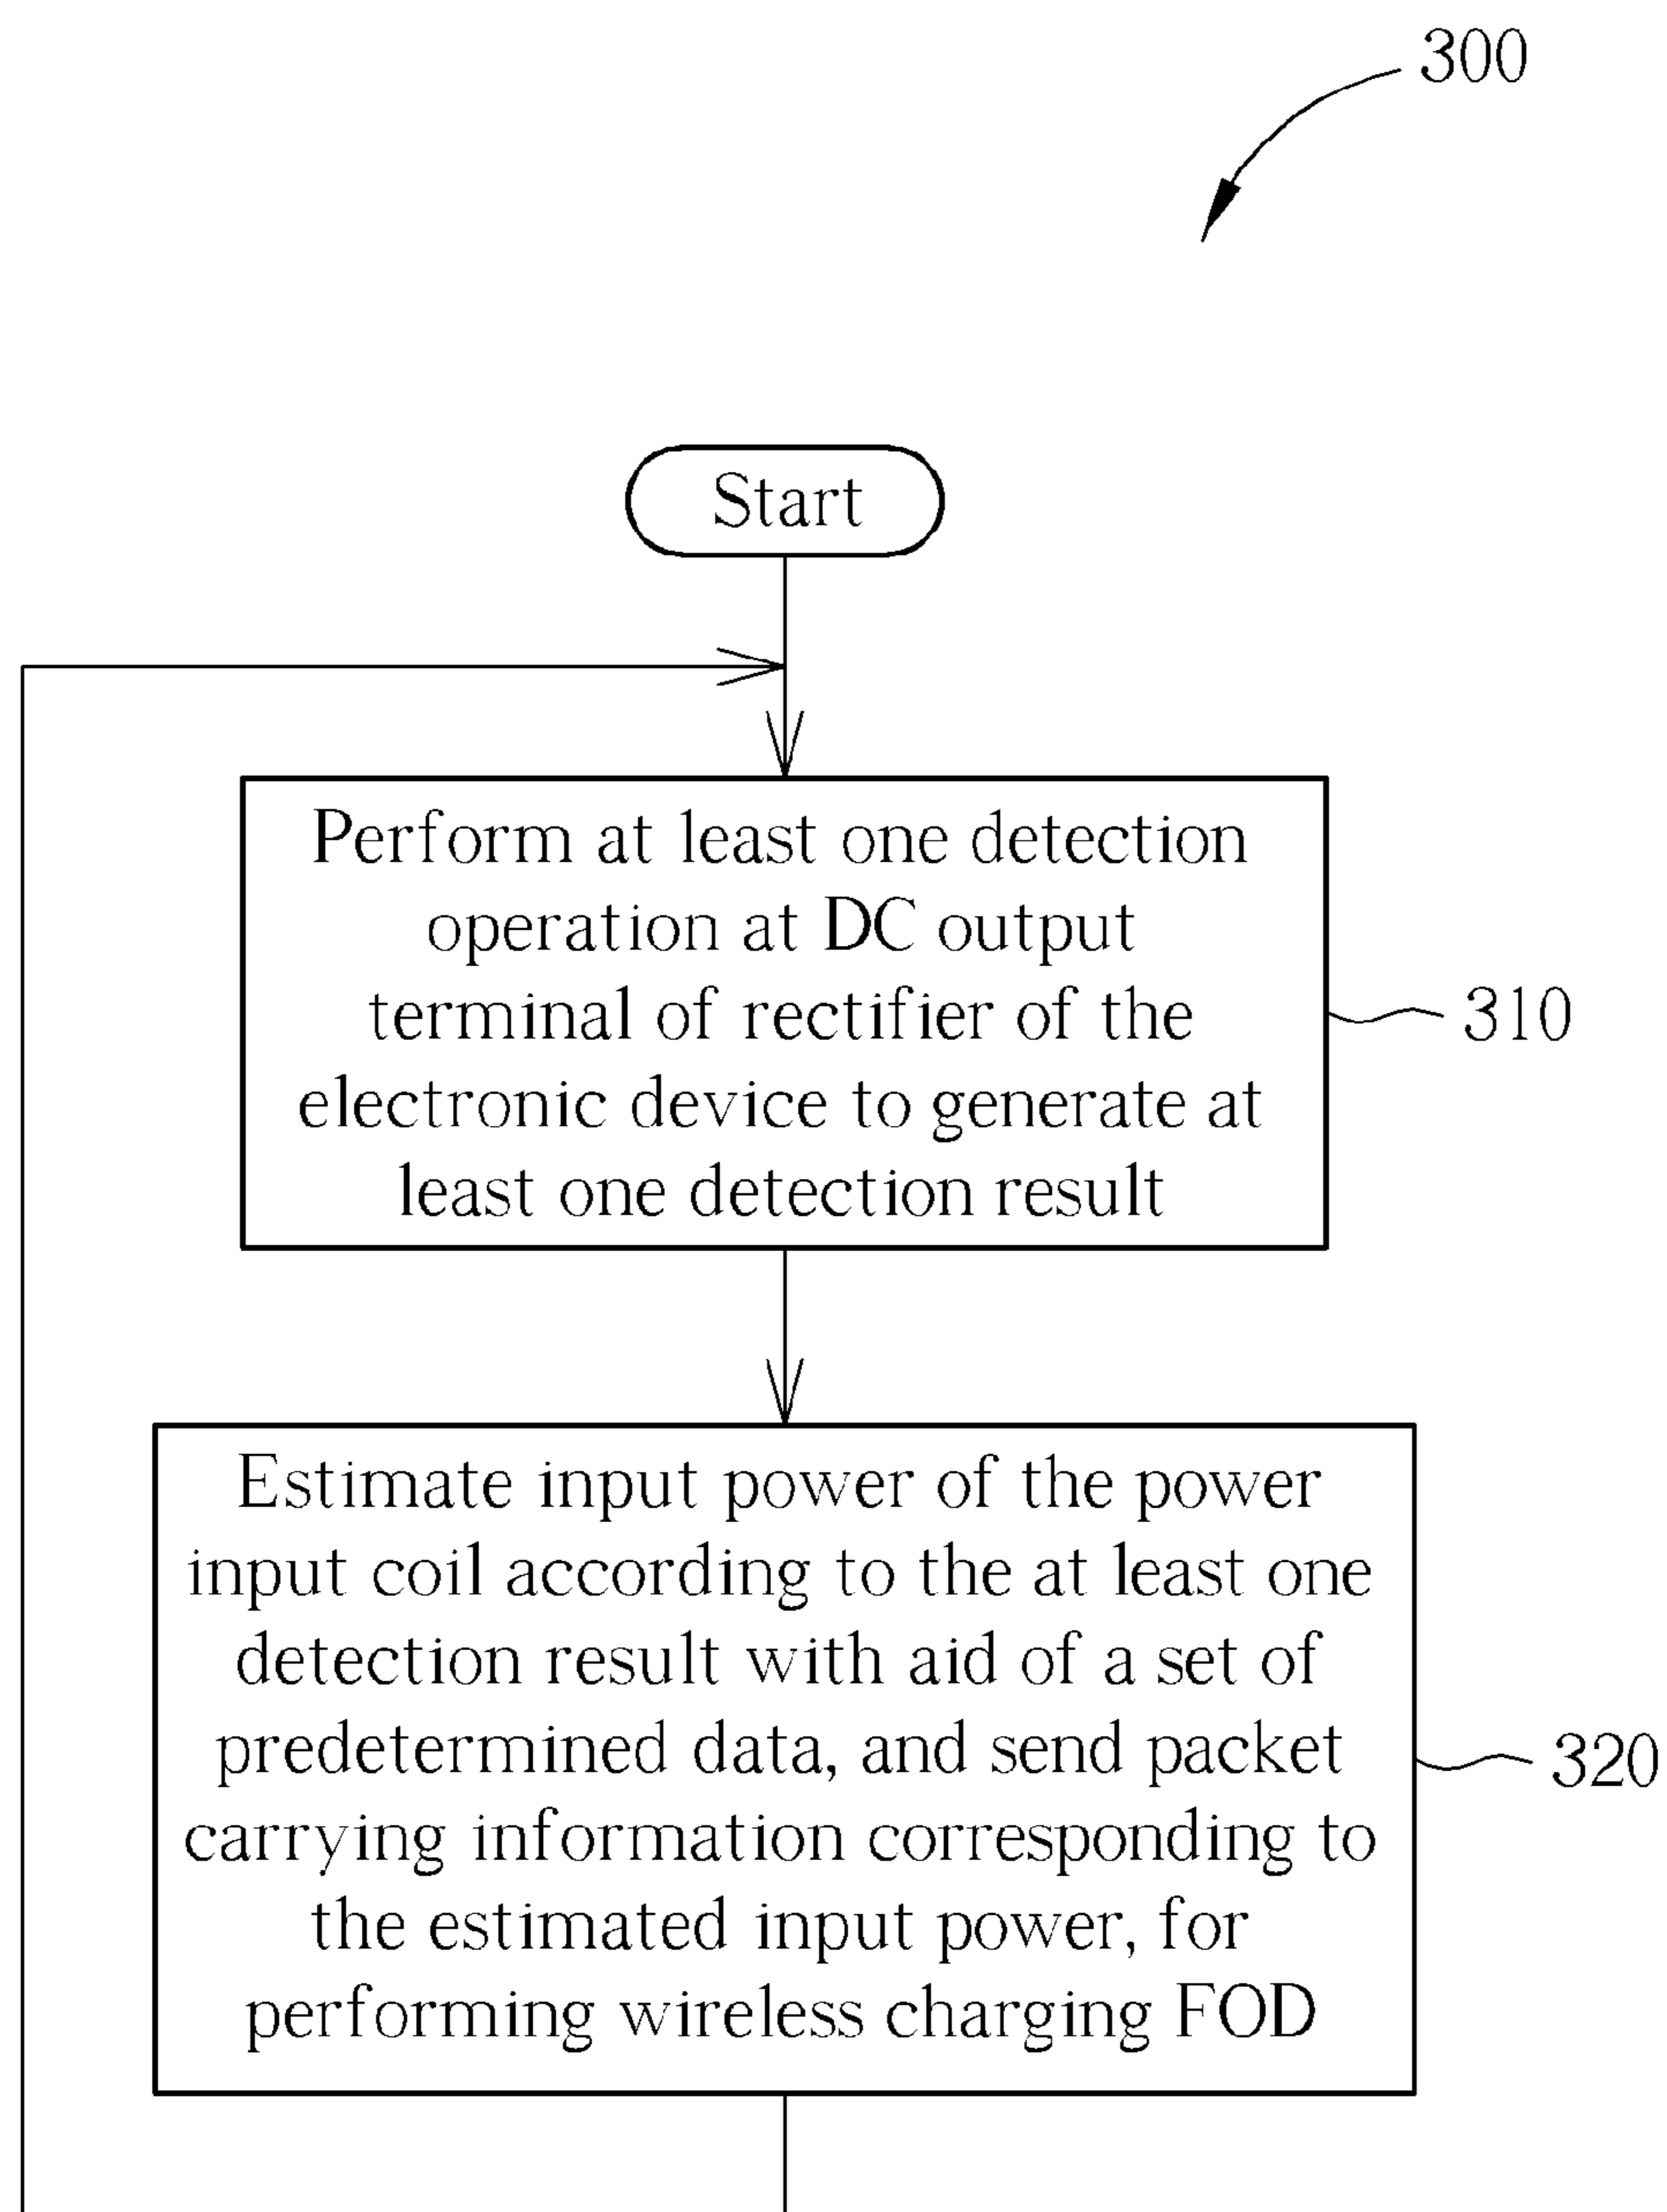 300
Start
Perform at least one detection
operation at DC output
terminal of rectifier of the
electronic device to generate at
least one detection result
310
Estimate input power of the power
input coil according to the at least one
detection result with aid of a set of
predetermined data, and send packet
carrying information corresponding to
the estimated input power, for
performing wireless charging FOD
320